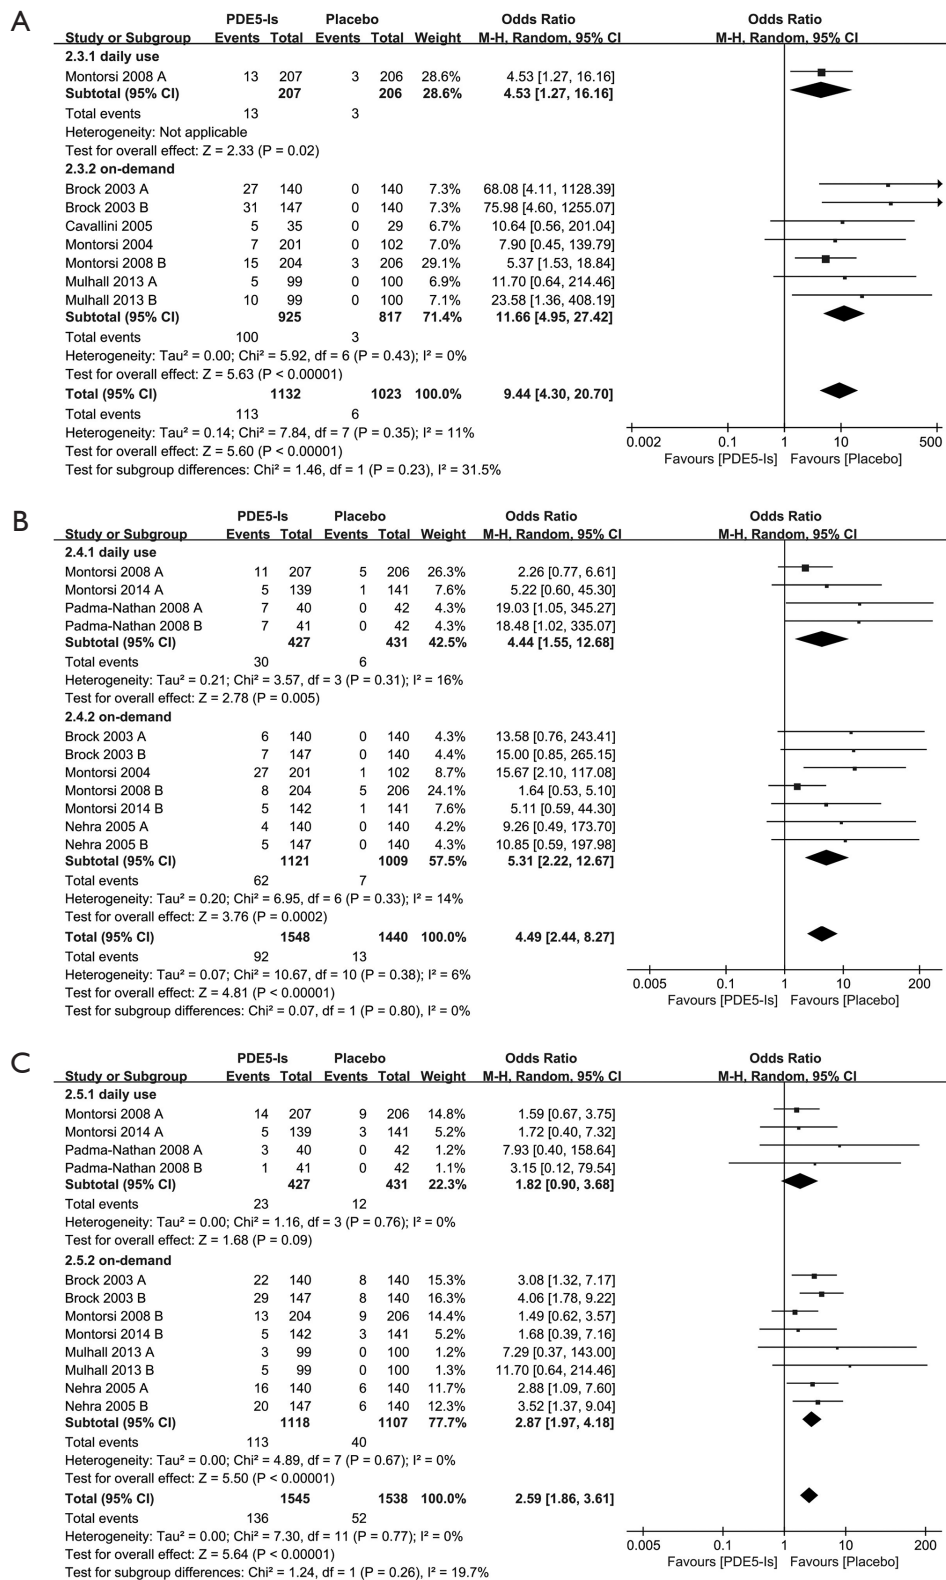 A
PDE5-Is Placebo Odds Ratio Odds Ratio
Study or Subgroup Events Total Events Total Weight M-H, Random, 95% CI M-H, Random, 95% CI
2.3.1 daily use
Montorsi 2008 A 13 207 3 206 28.6% 4.53 [1.27, 16.16]
Subtotal (95% CI) 207 206 28.6% 4.53 [1.27, 16.16]
Total events 13 3
Heterogeneity: Not applicable
Test for overall effect: Z = 2.33 (P = 0.02)
2.3.2 on-demand
Brock 2003 A 27 140 0 140 7.3% 68.08 [4.11, 1128.39]
Brock 2003 B 31 147 0 140 7.3% 75.98 [4.60, 1255.07]
Cavallini 2005 5 35 0 29 6.7% 10.64 [0.56, 201.04]
Montorsi 2004 7 201 0 102 7.0% 7.90 [0.45, 139.79]
Montorsi 2008 B 15 204 3 206 29.1% 5.37 [1.53, 18.84]
Mulhall 2013 A 5 99 0 100 6.9% 11.70 [0.64, 214.46]
Mulhall 2013 B 10 99 0 100 7.1% 23.58 [1.36, 408.19]
Subtotal (95% CI) 925 817 71.4% 11.66 [4.95, 27.42]
Total events 100 3
Heterogeneity: Tau² = 0.00; Chi² = 5.92, df = 6 (P = 0.43); I² = 0%
Test for overall effect: Z = 5.63 (P < 0.00001)
Total (95% CI) 1132 1023 100.0% 9.44 [4.30, 20.70]
Total events 113 6
Heterogeneity: Tau² = 0.14; Chi² = 7.84, df = 7 (P = 0.35); I² = 11%
Test for overall effect: Z = 5.60 (P < 0.00001)
Test for subgroup differences: Chi² = 1.46, df = 1 (P = 0.23), I² = 31.5%
0.002 0.1 1 10 500
Favours [PDE5-Is] Favours [Placebo]
B
PDE5-Is Placebo Odds Ratio Odds Ratio
Study or Subgroup Events Total Events Total Weight M-H, Random, 95% CI M-H, Random, 95% CI
2.4.1 daily use
Montorsi 2008 A 11 207 5 206 26.3% 2.26 [0.77, 6.61]
Montorsi 2014 A 5 139 1 141 7.6% 5.22 [0.60, 45.30]
Padma-Nathan 2008 A 7 40 0 42 4.3% 19.03 [1.05, 345.27]
Padma-Nathan 2008 B 7 41 0 42 4.3% 18.48 [1.02, 335.07]
Subtotal (95% CI) 427 431 42.5% 4.44 [1.55, 12.68]
Total events 30 6
Heterogeneity: Tau² = 0.21; Chi² = 3.57, df = 3 (P = 0.31); I² = 16%
Test for overall effect: Z = 2.78 (P = 0.005)
2.4.2 on-demand
Brock 2003 A 6 140 0 140 4.3% 13.58 [0.76, 243.41]
Brock 2003 B 7 147 0 140 4.4% 15.00 [0.85, 265.15]
Montorsi 2004 27 201 1 102 8.7% 15.67 [2.10, 117.08]
Montorsi 2008 B 8 204 5 206 24.1% 1.64 [0.53, 5.10]
Montorsi 2014 B 5 142 1 141 7.6% 5.11 [0.59, 44.30]
Nehra 2005 A 4 140 0 140 4.2% 9.26 [0.49, 173.70]
Nehra 2005 B 5 147 0 140 4.3% 10.85 [0.59, 197.98]
Subtotal (95% CI) 1121 1009 57.5% 5.31 [2.22, 12.67]
Total events 62 7
Heterogeneity: Tau² = 0.20; Chi² = 6.95, df = 6 (P = 0.33); I² = 14%
Test for overall effect: Z = 3.76 (P = 0.0002)
Total (95% CI) 1548 1440 100.0% 4.49 [2.44, 8.27]
Total events 92 13
Heterogeneity: Tau² = 0.07; Chi² = 10.67, df = 10 (P = 0.38); I² = 6%
Test for overall effect: Z = 4.81 (P < 0.00001)
Test for subgroup differences: Chi² = 0.07, df = 1 (P = 0.80), I² = 0%
0.005 0.1 1 10 200
Favours [PDE5-Is] Favours [Placebo]
C
PDE5-Is Placebo Odds Ratio Odds Ratio
Study or Subgroup Events Total Events Total Weight M-H, Random, 95% CI M-H, Random, 95% CI
2.5.1 daily use
Montorsi 2008 A 14 207 9 206 14.8% 1.59 [0.67, 3.75]
Montorsi 2014 A 5 139 3 141 5.2% 1.72 [0.40, 7.32]
Padma-Nathan 2008 A 3 40 0 42 1.2% 7.93 [0.40, 158.64]
Padma-Nathan 2008 B 1 41 0 42 1.1% 3.15 [0.12, 79.54]
Subtotal (95% CI) 427 431 22.3% 1.82 [0.90, 3.68]
Total events 23 12
Heterogeneity: Tau² = 0.00; Chi² = 1.16, df = 3 (P = 0.76); I² = 0%
Test for overall effect: Z = 1.68 (P = 0.09)
2.5.2 on-demand
Brock 2003 A 22 140 8 140 15.3% 3.08 [1.32, 7.17]
Brock 2003 B 29 147 8 140 16.3% 4.06 [1.78, 9.22]
Montorsi 2008 B 13 204 9 206 14.4% 1.49 [0.62, 3.57]
Montorsi 2014 B 5 142 3 141 5.2% 1.68 [0.39, 7.16]
Mulhall 2013 A 3 99 0 100 1.2% 7.29 [0.37, 143.00]
Mulhall 2013 B 5 99 0 100 1.3% 11.70 [0.64, 214.46]
Nehra 2005 A 16 140 6 140 11.7% 2.88 [1.09, 7.60]
Nehra 2005 B 20 147 6 140 12.3% 3.52 [1.37, 9.04]
Subtotal (95% CI) 1118 1107 77.7% 2.87 [1.97, 4.18]
Total events 113 40
Heterogeneity: Tau² = 0.00; Chi² = 4.89, df = 7 (P = 0.67); I² = 0%
Test for overall effect: Z = 5.50 (P < 0.00001)
Total (95% CI) 1545 1538 100.0% 2.59 [1.86, 3.61]
Total events 136 52
Heterogeneity: Tau² = 0.00; Chi² = 7.30, df = 11 (P = 0.77); I² = 0%
Test for overall effect: Z = 5.64 (P < 0.00001)
Test for subgroup differences: Chi² = 1.24, df = 1 (P = 0.26), I² = 19.7%
0.005 0.1 1 10 200
Favours [PDE5-Is] Favours [Placebo]